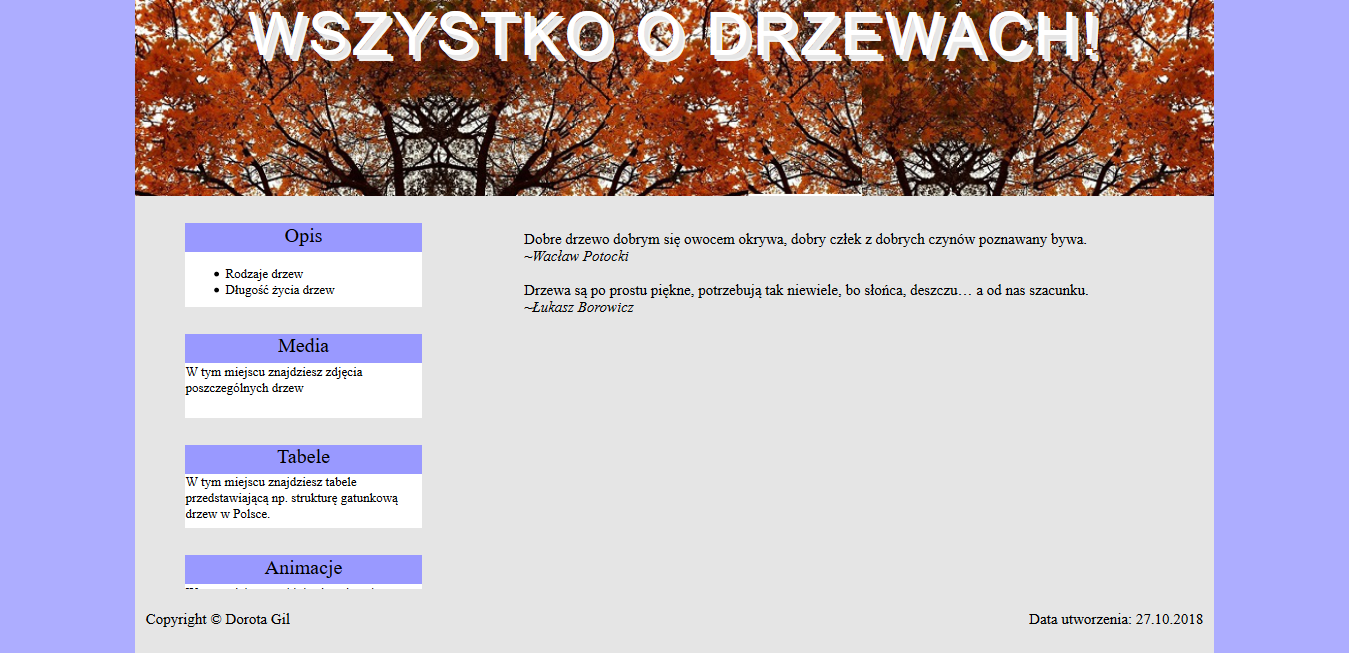 WSZYSTKO O DRZEWACH!
Opis
Rodzaje drzew
Długość życia drzew
Media
W tym miejscu znajdziesz zdjęcia
poszczególnych drzew
Tabele
W tym miejscu znajdziesz tabele
przedstawiającą np. strukturę gatunkową
drzew w Polsce.
Animacje
Dobre drzewo dobrym się owocem okrywa, dobry człek z dobrych czynów poznawany bywa.
~Wacław Potocki
Drzewa są po prostu piękne, potrzebują tak niewiele, bo słońca, deszczu… a od nas szacunku.
~Łukasz Borowicz
Copyright © Dorota Gil
Data utworzenia: 27.10.2018